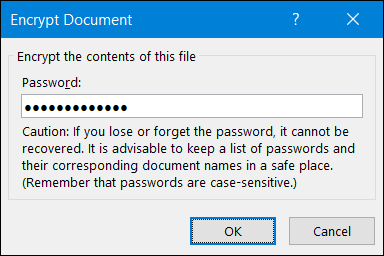 Encrypt Document
Encrypt the contents of this file
Password:
●●●●●●●●●●●●●
Caution: If you lose or forget the password, it cannot be
recovered. It is advisable to keep a list of passwords and
their corresponding document names in a safe place.
(Remember that passwords are case-sensitive.)
OK Cancel